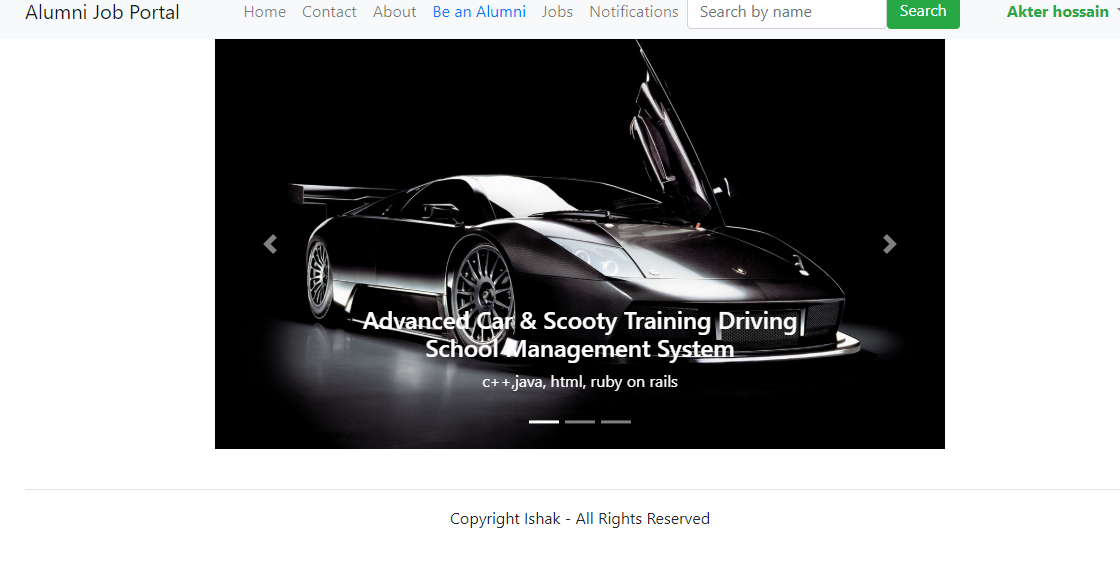 Alumni Job Portal
Home Contact About Be an Alumni Jobs Notifications Search by name Search Akter hossain
Advanced Car & Scooty Training Driving
School Management System
c++,java, html, ruby on rails
Copyright Ishak - All Rights Reserved